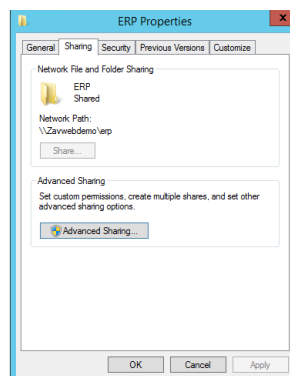 ERP Properties
x
General Sharing Security Previous Versions Customize
Network File and Folder Sharing
ERP
Shared
Network Path:
\\Zavwebdemo\erp
Share...
Advanced Sharing
Set custom permissions, create multiple shares, and set other
advanced sharing options.
Advanced Sharing...
OK Cancel Apply